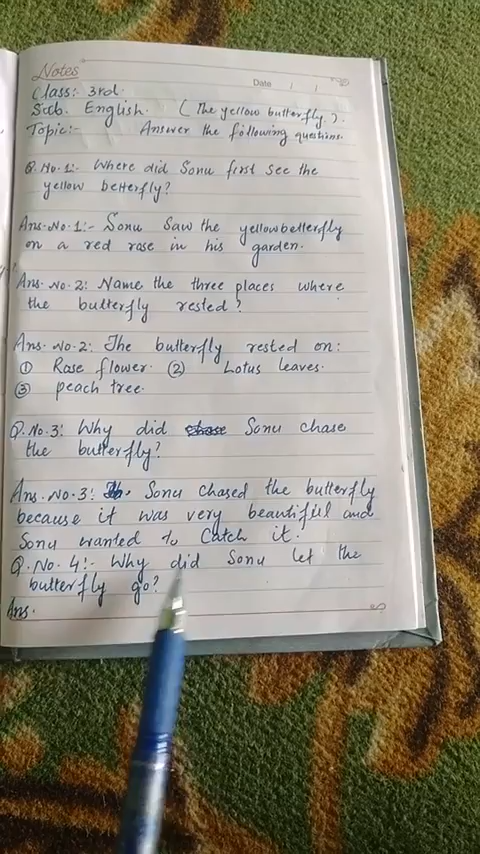 Notes
Date / /
Class:- 3rd.
Sub. English. (The yellow butterfly.).
Topic:- Answer the following questions.
Q.No.1:- Where did Sonu first see the
yellow betterfly?
Ans.No.1:- Sonu Saw the yellowbetterfly
on a red rose in his garden.
Ans.No.2: Name the three places where
the butterfly rested?
Ans.No.2: The butterfly rested on:
① Rose flower. ② Lotus leaves.
③ peach tree.
Q.No.3: Why did Sonu chase
the butterfly?
Ans.No.3: Sonu chased the butterfly
because it was very beautiful and
Sonu wanted to Catch it.
Q.No.4:- Why did Sonu let the
butterfly go?
Ans.